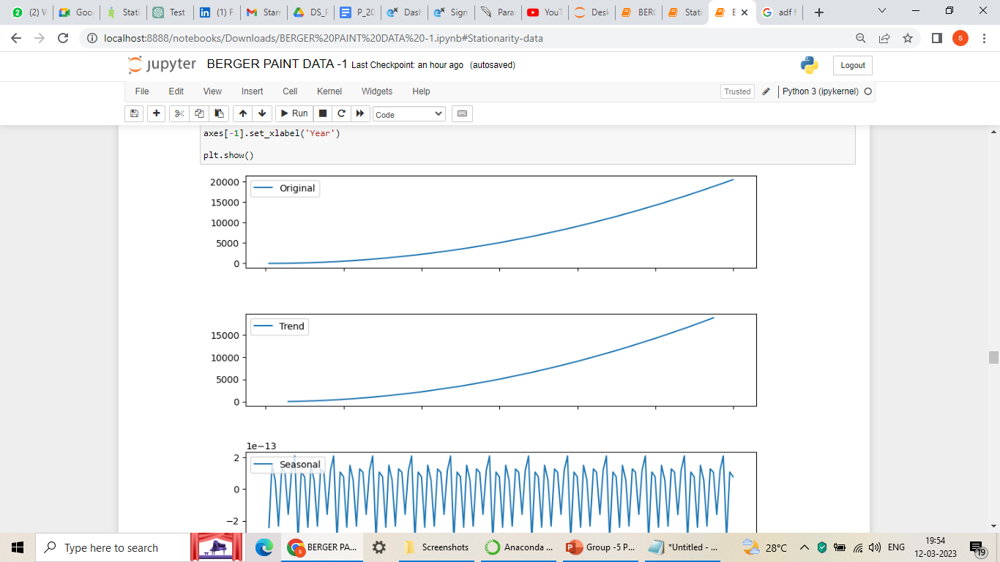 (2) W
Goo
Stati
Test
(1) F
Starr
DS_F
P_20
Dash
Sign
Para
YouT
Desk
BERG
Stati
adf f
localhost:8888/notebooks/Downloads/BERGER%20PAINT%20DATA%20-1.ipynb#Stationarity-data
jupyter BERGER PAINT DATA -1 Last Checkpoint: an hour ago (autosaved)
Logout
File Edit View Insert Cell Kernel Widgets Help
Trusted
Python 3 (ipykernel)
Run
Code
axes[-1].set_xlabel('Year')
plt.show()
20000
15000
10000
5000
0
Original
15000
10000
5000
0
Trend
1e−13
2
0
−2
Seasonal
Type here to search
BERGER PA...
Screenshots
Anaconda ...
Group -5 P...
*Untitled - ...
28°C
ENG
19:54
12-03-2023
19